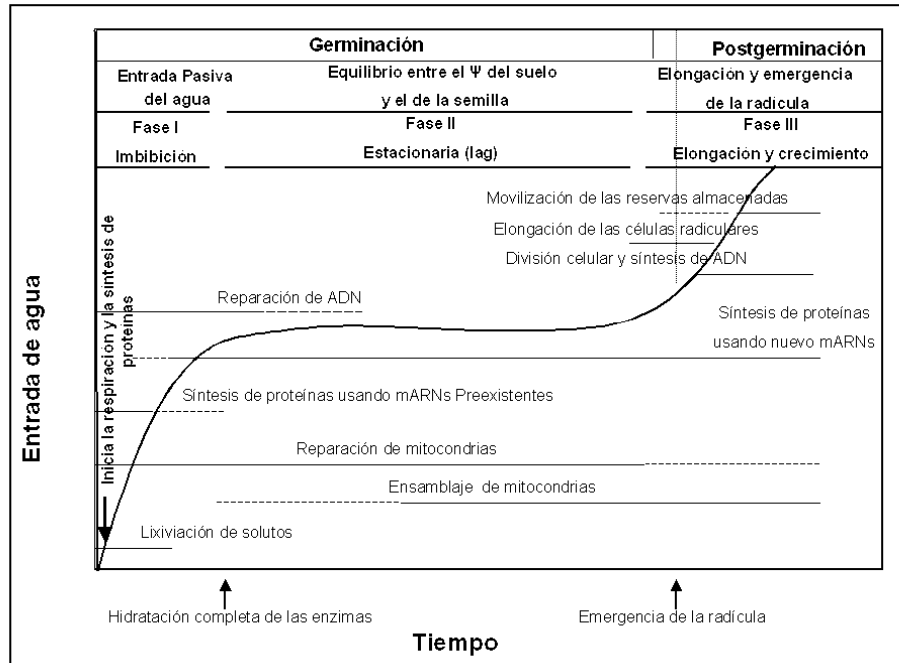 Germinación
Postgerminación
Entrada Pasiva
del agua
Equilibrio entre el Ψ del suelo
y el de la semilla
Elongación y emergencia
de la radícula
Fase I
Imbibición
Fase II
Estacionaria (lag)
Fase III
Elongación y crecimiento
Entrada de agua
Inicia la respiración y la síntesis de
proteínas
Movilización de las reservas almacenadas
Elongación de las células radiculares
División celular y síntesis de ADN
Reparación de ADN
Síntesis de proteínas
usando nuevo mARNs
Síntesis de proteínas usando mARNs Preexistentes
Reparación de mitocondrias
Ensamblaje de mitocondrias
Lixiviación de solutos
Hidratación completa de las enzimas
Emergencia de la radícula
Tiempo